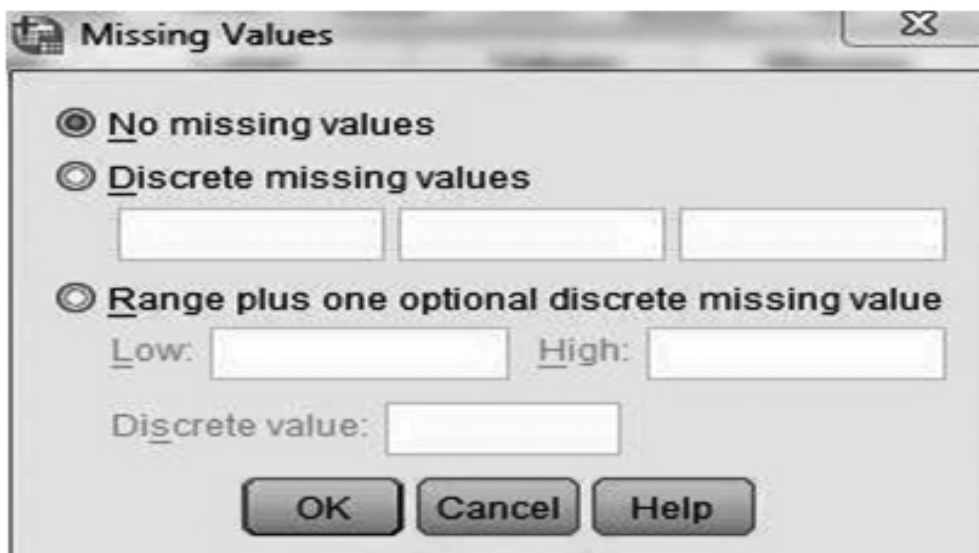 Missing Values
No missing values
Discrete missing values
Range plus one optional discrete missing value
Low: High:
Discrete value:
OK Cancel Help